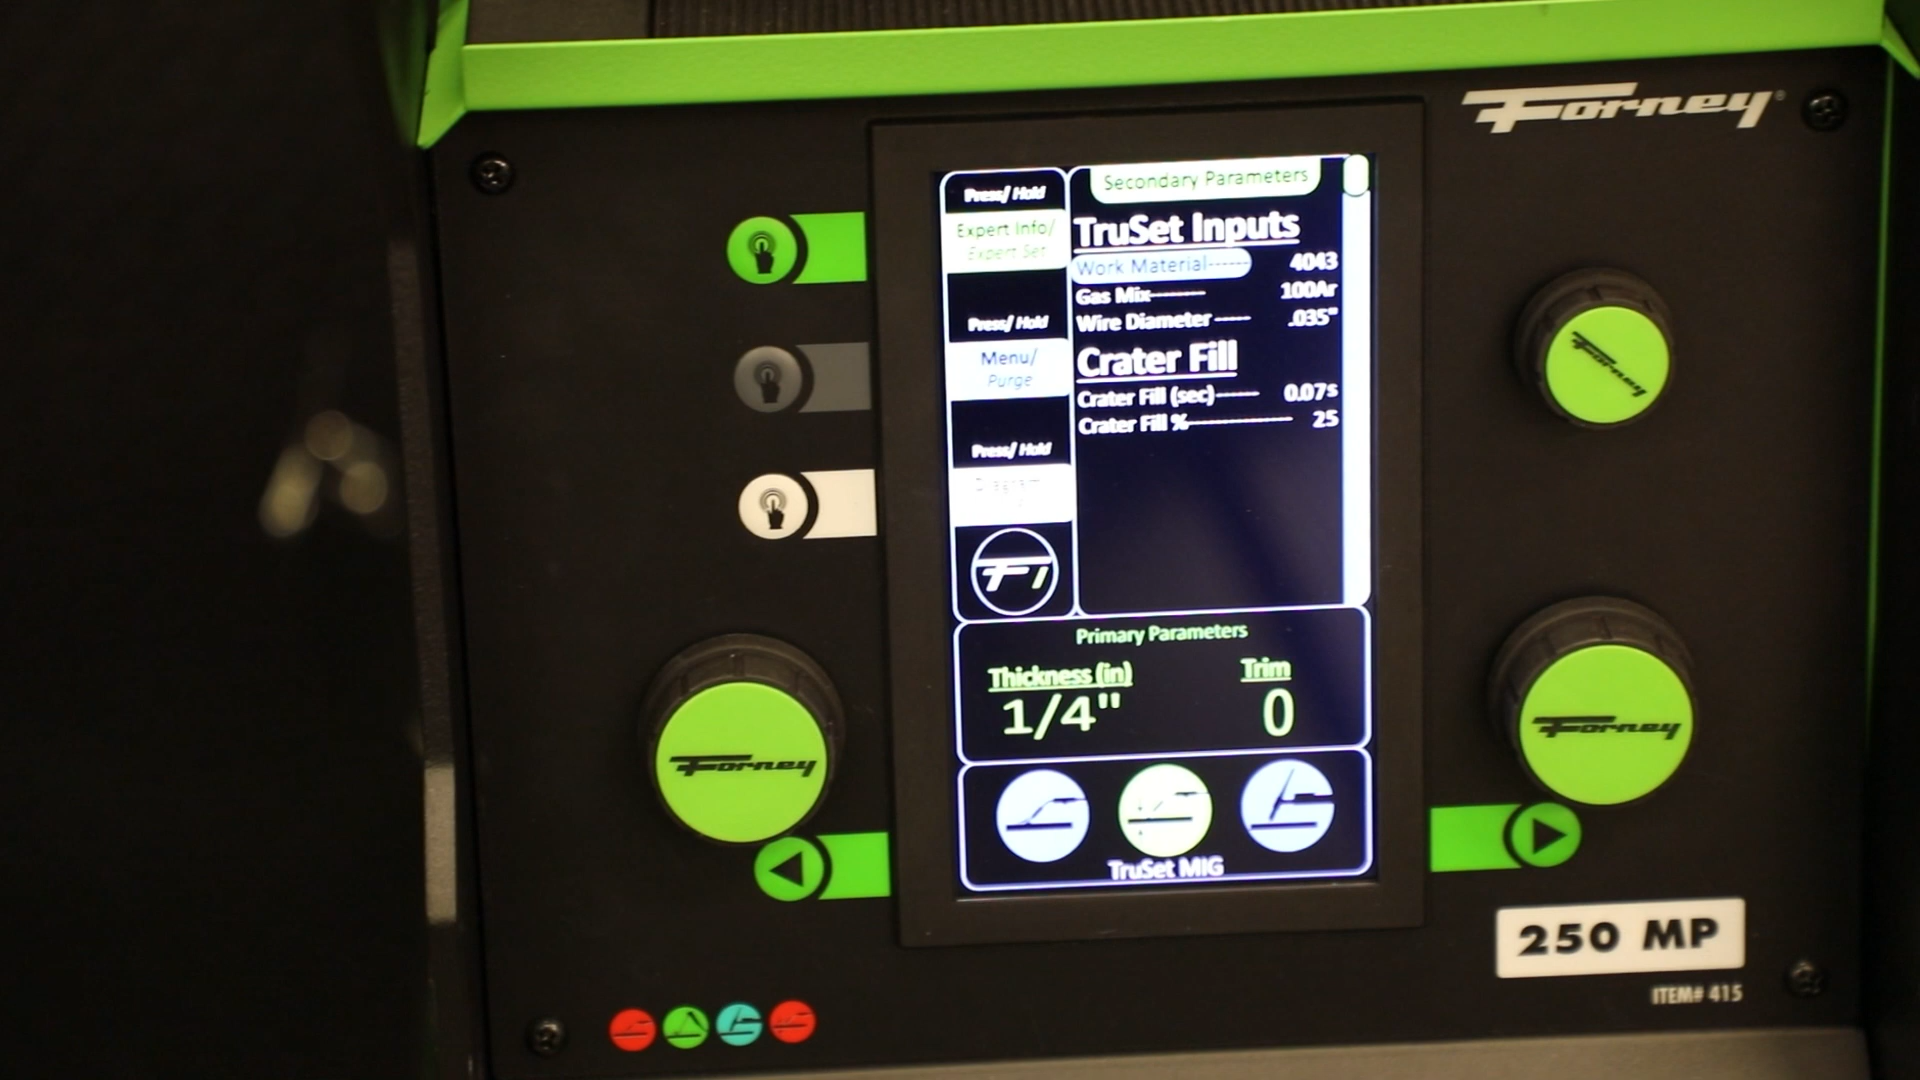 Forney
Press/ Hold
Expert Info/
Expert Set
Press/ Hold
Menu/
Purge
Press/ Hold
Secondary Parameters
TruSet Inputs
Work Material------ 4043
Gas Mix-------- 100Ar
Wire Diameter ----- .035"
Crater Fill
Crater Fill (sec)------ 0.07s
Crater Fill %-------------- 25
Primary Parameters
Thickness (in)
1/4"
Trim
0
TruSet MIG
Forney
Forney
Forney
250 MP
ITEM# 415